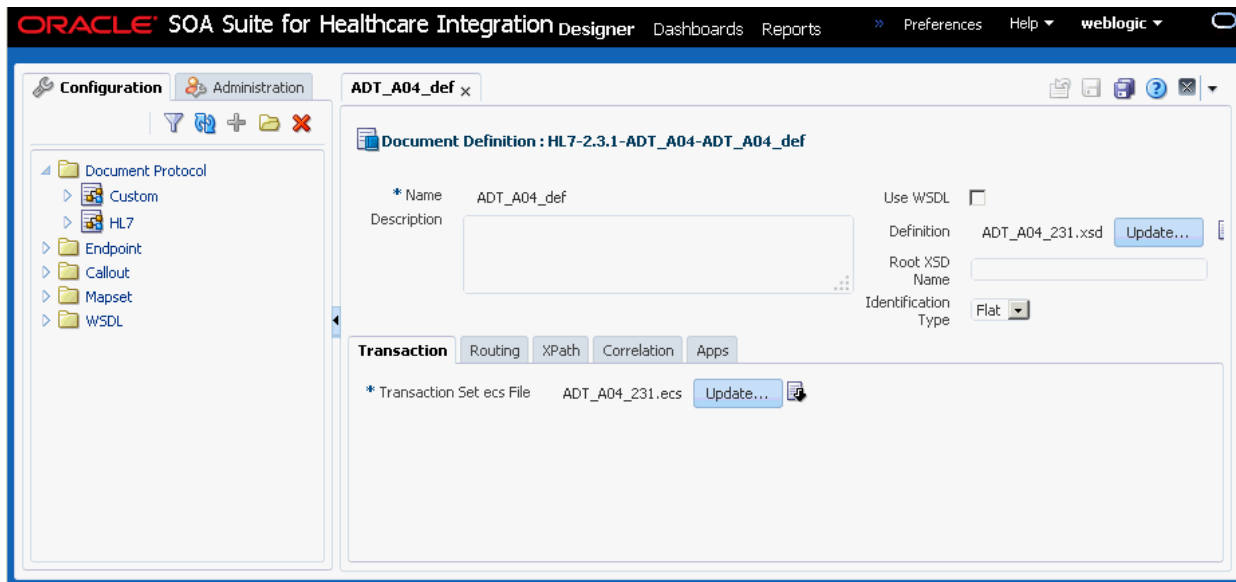 ORACLE SOA Suite for Healthcare Integration Designer Dashboards Reports » Preferences Help weblogic
Configuration Administration
Document Protocol
Custom
HL7
Endpoint
Callout
Mapset
WSDL
ADT_A04_def x
Document Definition : HL7-2.3.1-ADT_A04-ADT_A04_def
* Name ADT_A04_def
Description
Use WSDL
Definition ADT_A04_231.xsd Update...
Root XSD
Name
Identification
Type Flat
Transaction Routing XPath Correlation Apps
* Transaction Set ecs File ADT_A04_231.ecs Update...